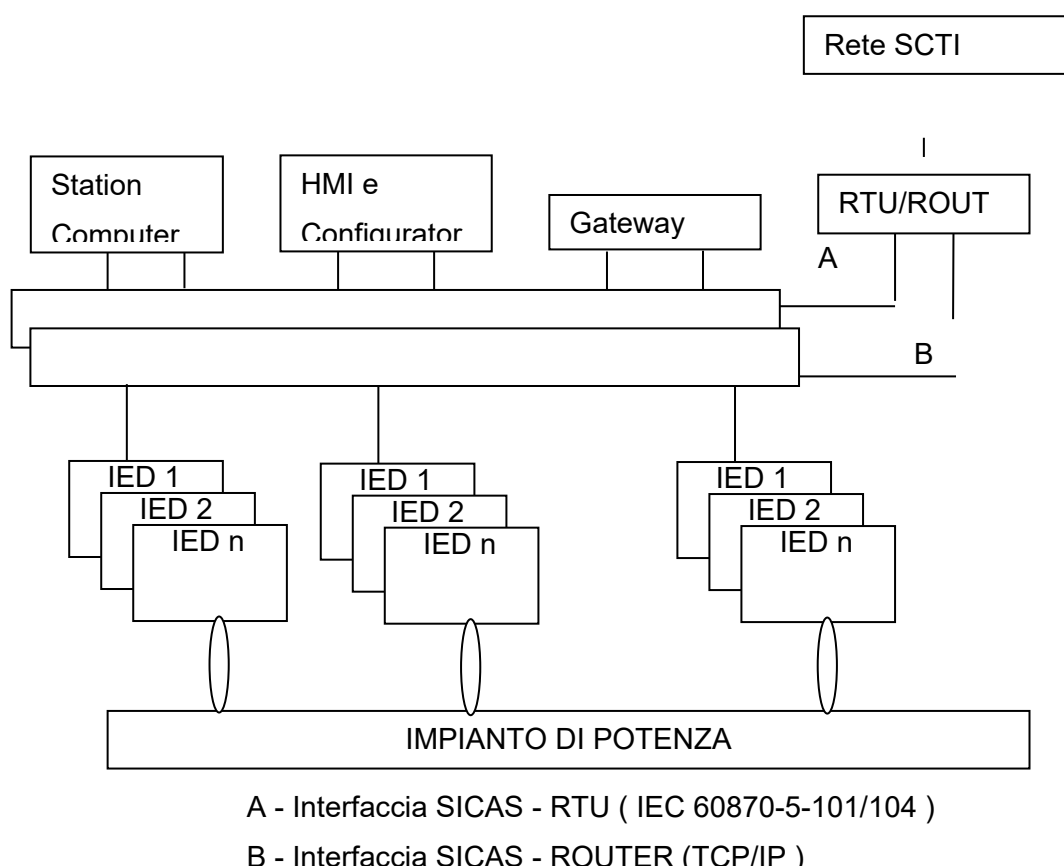 Rete SCTI
Station
Computer
HMI e
Configurator
Gateway
RTU/ROUT
A
B
IED 1
IED 2
IED n
IED 1
IED 2
IED n
IED 1
IED 2
IED n
IMPIANTO DI POTENZA
A - Interfaccia SICAS - RTU ( IEC 60870-5-101/104 )
B - Interfaccia SICAS - ROUTER (TCP/IP )